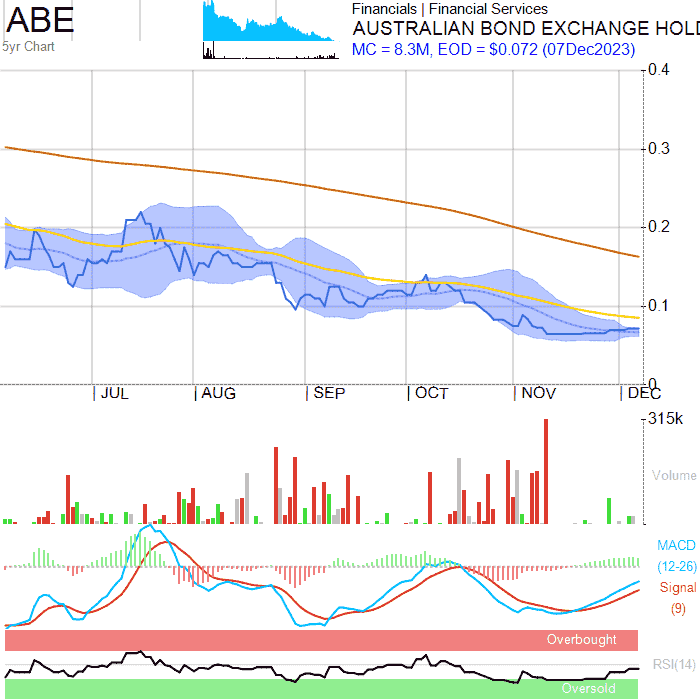 ABE
5yr Chart
Financials | Financial Services
AUSTRALIAN BOND EXCHANGE HOLD
MC = 8.3M, EOD = $0.072 (07Dec2023)
0.4
0.3
0.2
0.1
0
JUL AUG SEP OCT NOV DEC
315k
Volume
MACD
(12-26)
Signal
(9)
Overbought
RSI(14)
Oversold